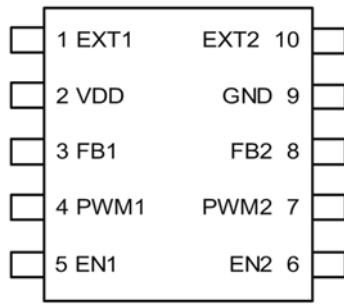 1 EXT1 EXT2 10
2 VDD GND 9
3 FB1 FB2 8
4 PWM1 PWM2 7
5 EN1 EN2 6